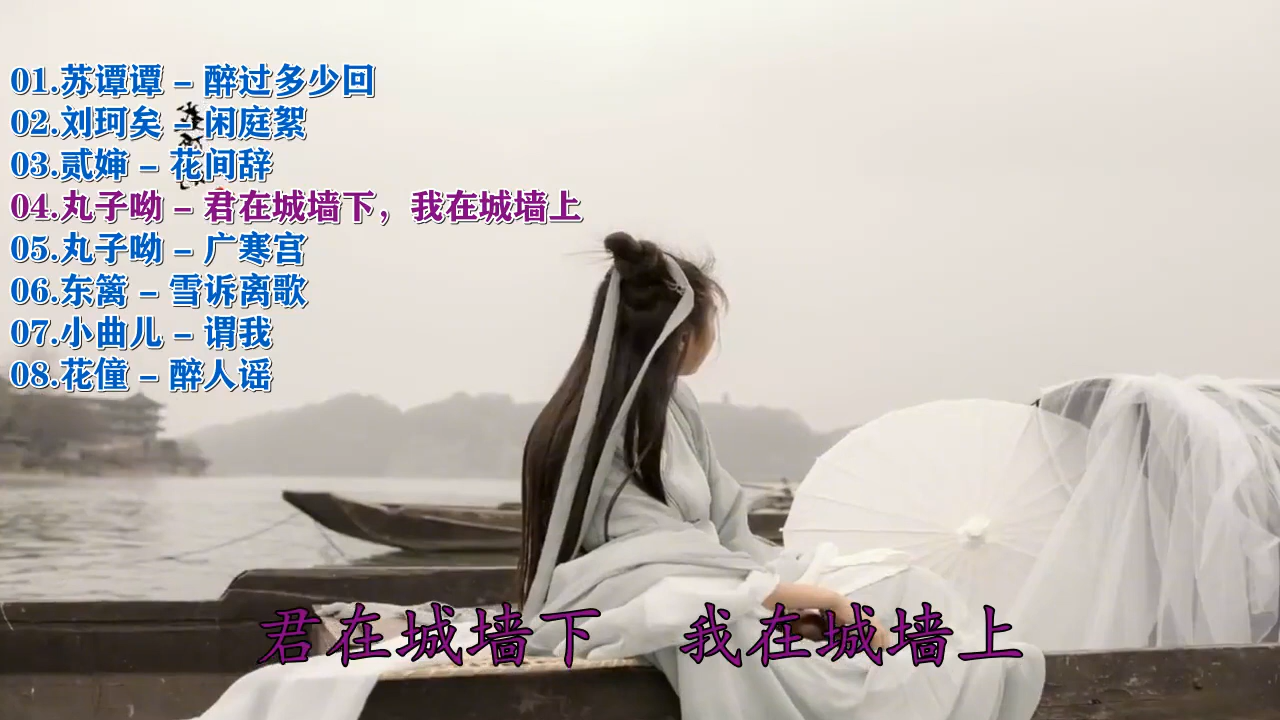 01.苏谭谭 – 醉过多少回
02.刘珂矣 – 闲庭絮
03.贰婶 – 花间辞
04.丸子呦 – 君在城墙下，我在城墙上
05.丸子呦 – 广寒宫
06.东篱 – 雪诉离歌
07.小曲儿 – 谓我
08.花僮 – 醉人谣
君在城墙下 我在城墙上